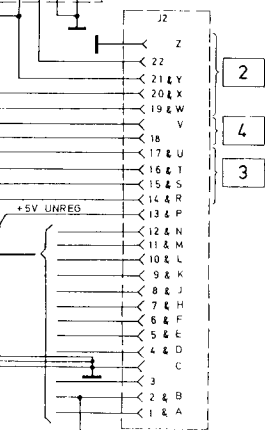 J2
Z
22
21 & Y
20 & X
19 & W
V
18
17 & U
16 & T
15 & S
14 & R
+5V UNREG
13 & P
12 & N
11 & M
10 & L
9 & K
8 & J
7 & H
6 & F
5 & E
4 & D
C
3
2 & B
1 & A
2
4
3